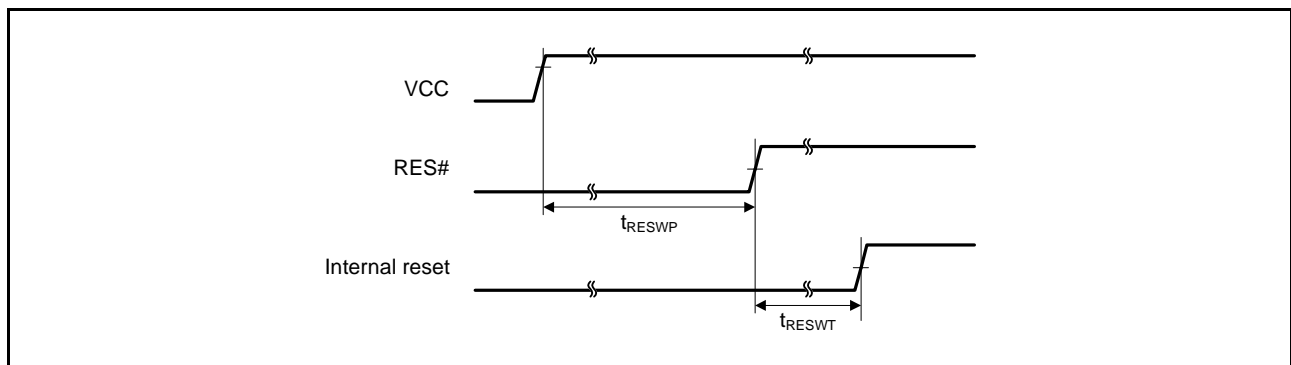 VCC
RES#
tRESWP
Internal reset
tRESWT